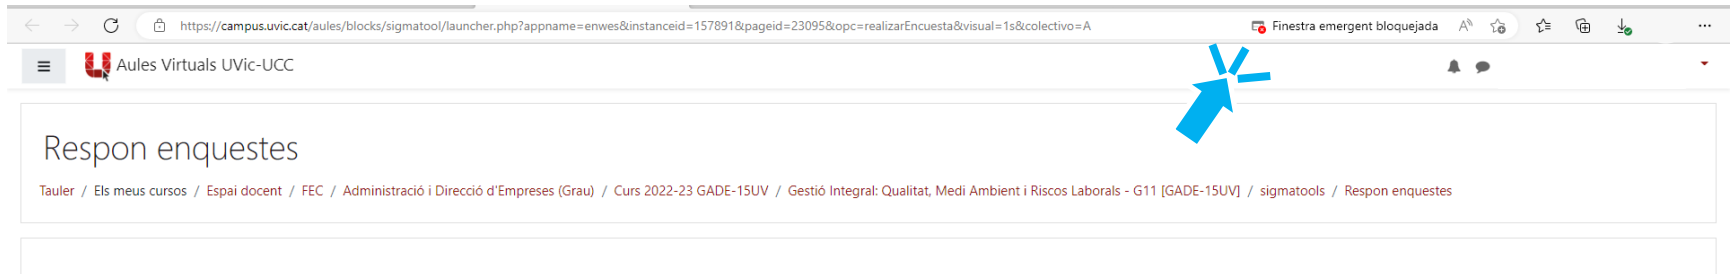 https://campus.uvic.cat/aules/blocks/sigmatool/launcher.php?appname=enwes&instanceid=157891&pageid=23095&opc=realizarEncuesta&visual=1s&colectivo=A Finestra emergent bloquejada
Aules Virtuals UVic-UCC
Respon enquestes
Tauler / Els meus cursos / Espai docent / FEC / Administració i Direcció d'Empreses (Grau) / Curs 2022-23 GADE-15UV / Gestió Integral: Qualitat, Medi Ambient i Riscos Laborals - G11 [GADE-15UV] / sigmatools / Respon enquestes